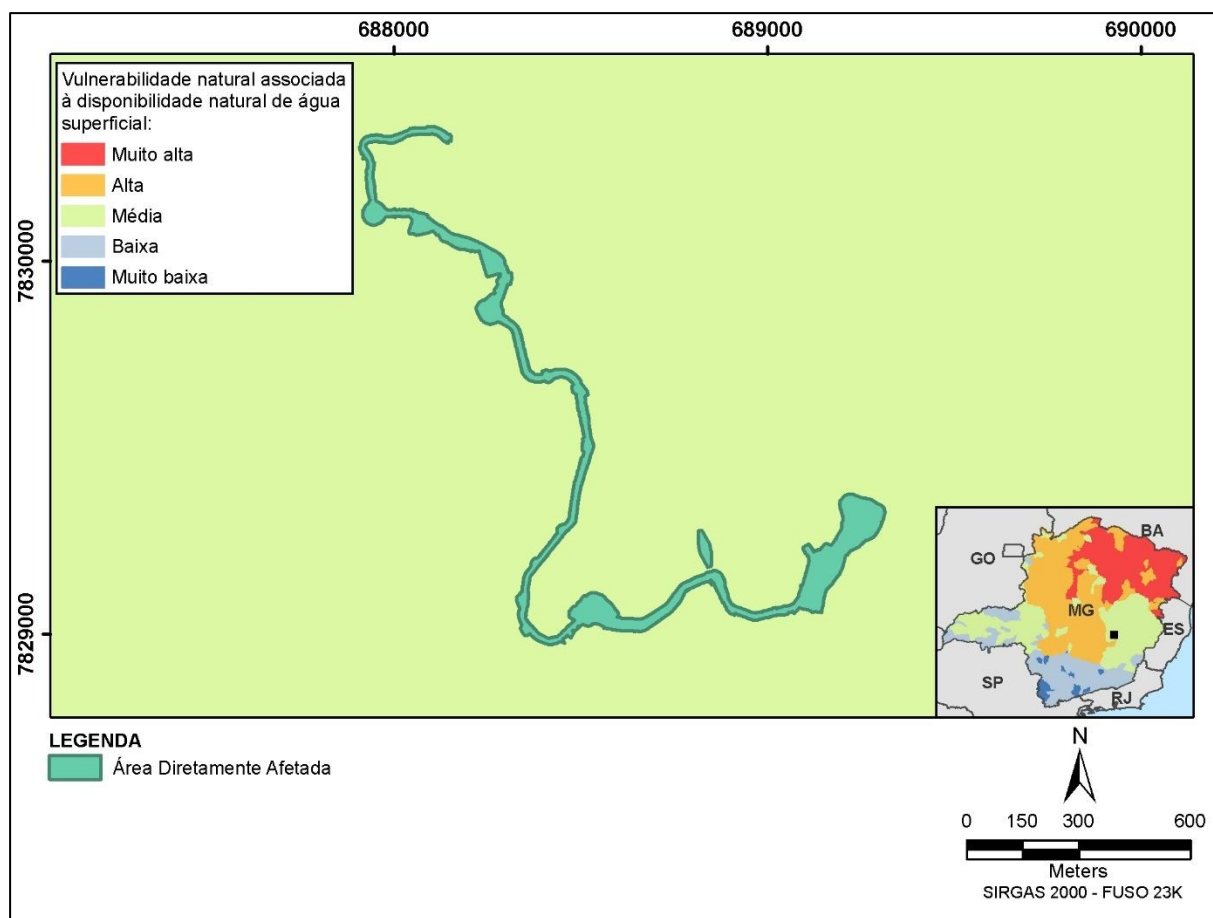 688000
689000
690000
Vulnerabilidade natural associada
à disponibilidade natural de água
superficial:
Muito alta
Alta
Média
Baixa
Muito baixa
7830000
7829000
BA
GO
MG
ES
SP
RJ
LEGENDA
Área Diretamente Afetada
N
0 150 300 600
Meters
SIRGAS 2000 - FUSO 23K